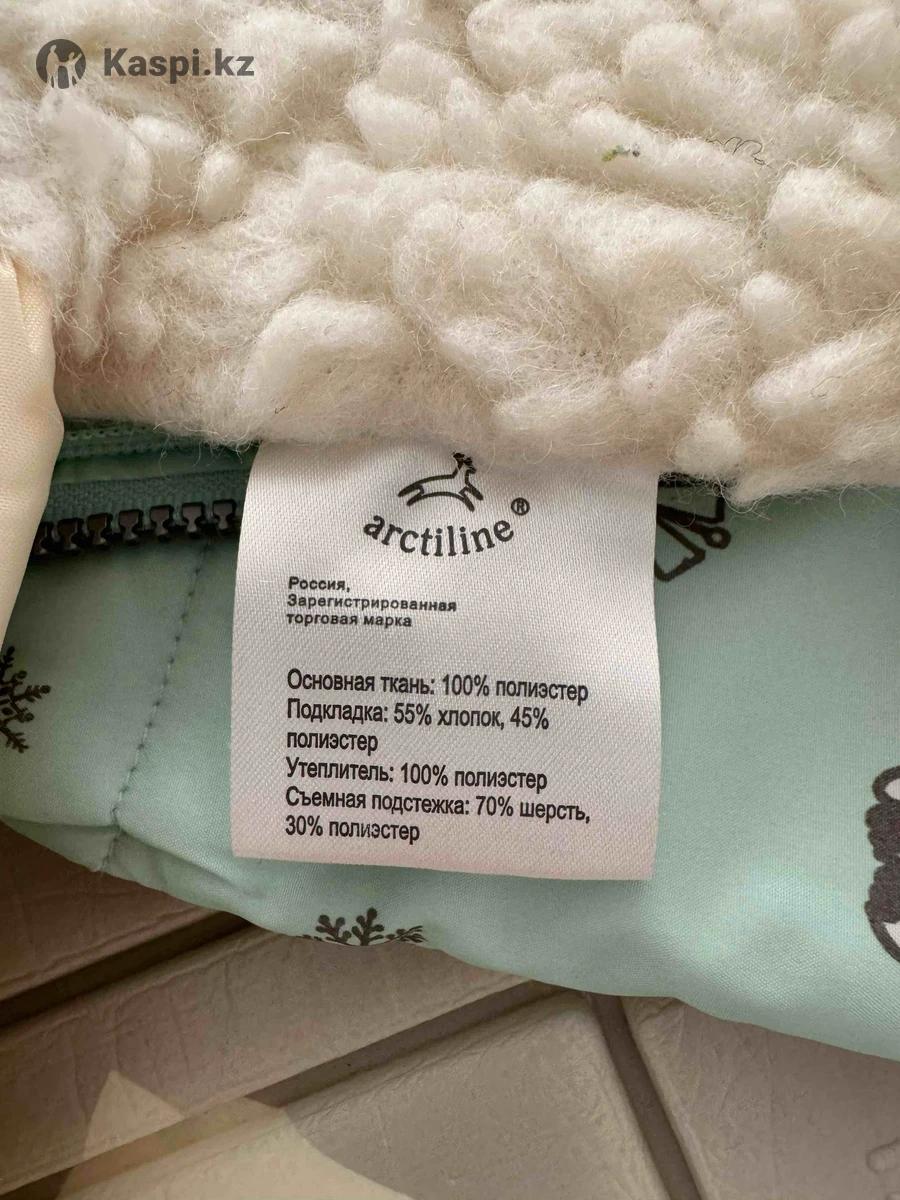 Kaspi.kz
arctiline®
Россия,
Зарегистрированная
торговая марка
Основная ткань: 100% полиэстер
Подкладка: 55% хлопок, 45%
полиэстер
Утеплитель: 100% полиэстер
Съемная подстежка: 70% шерсть,
30% полиэстер